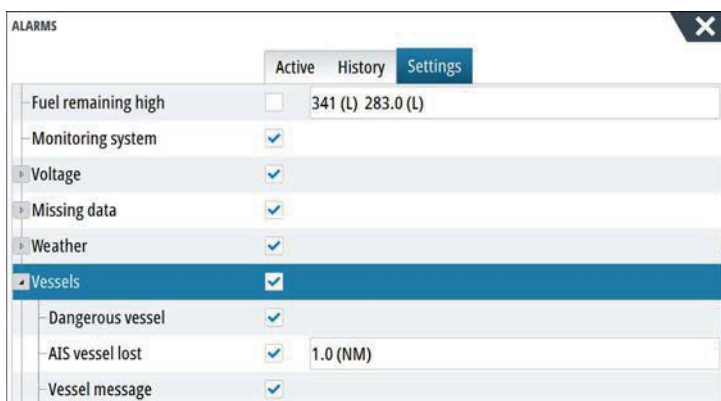 ALARMS
Active History Settings
Fuel remaining high 341 (L) 283.0 (L)
Monitoring system
Voltage
Missing data
Weather
Vessels
Dangerous vessel
AIS vessel lost 1.0 (NM)
Vessel message